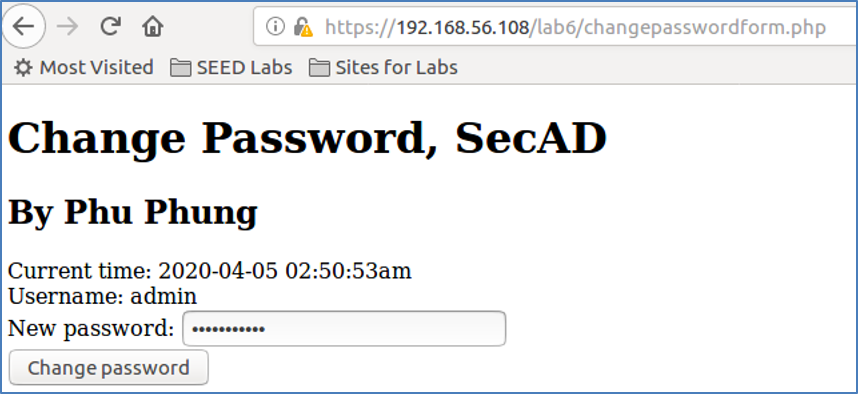 https://192.168.56.108/lab6/changepasswordform.php
Most Visited SEED Labs Sites for Labs
Change Password, SecAD
By Phu Phung
Current time: 2020-04-05 02:50:53am
Username: admin
New password: •••••••••••
Change password